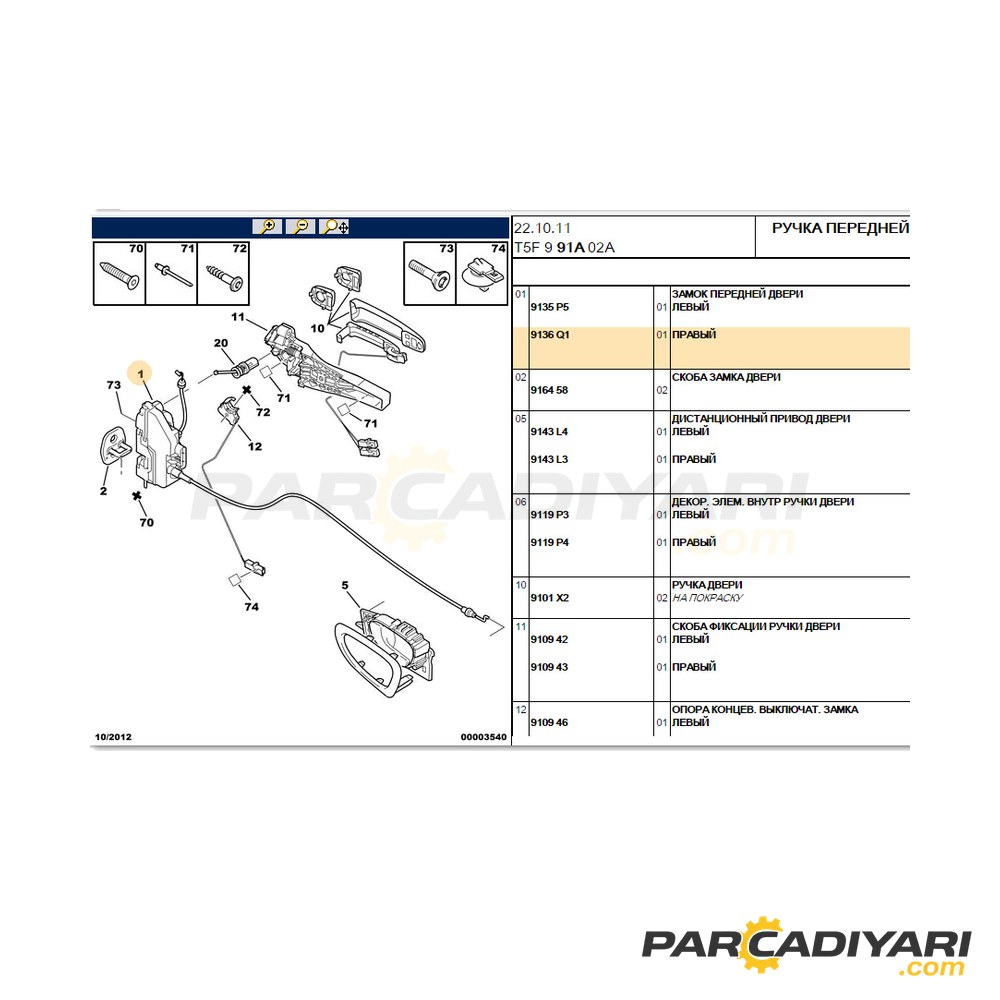 70 71 72 73 74
11
10
20
1
73
71
72
12
71
2
70
74
5
10/2012 00003540
22.10.11 РУЧКА ПЕРЕДНЕЙ
T5F 9 91A 02A
01 ЗАМОК ПЕРЕДНЕЙ ДВЕРИ
9135 P5 01 ЛЕВЫЙ
9136 Q1 01 ПРАВЫЙ
02 СКОБА ЗАМКА ДВЕРИ
9164 58 02
05 ДИСТАНЦИОННЫЙ ПРИВОД ДВЕРИ
9143 L4 01 ЛЕВЫЙ
9143 L3 01 ПРАВЫЙ
06 ДЕКОР. ЭЛЕМ. ВНУТР РУЧКИ ДВЕРИ
9119 P3 01 ЛЕВЫЙ
9119 P4 01 ПРАВЫЙ
10 РУЧКА ДВЕРИ
9101 X2 02 НА ПОКРАСКУ
11 СКОБА ФИКСАЦИИ РУЧКИ ДВЕРИ
9109 42 01 ЛЕВЫЙ
9109 43 01 ПРАВЫЙ
12 ОПОРА КОНЦЕВ. ВЫКЛЮЧАТ. ЗАМКА
9109 46 01 ЛЕВЫЙ
PARCADIYARI
.com
PARCADIYARI
.com